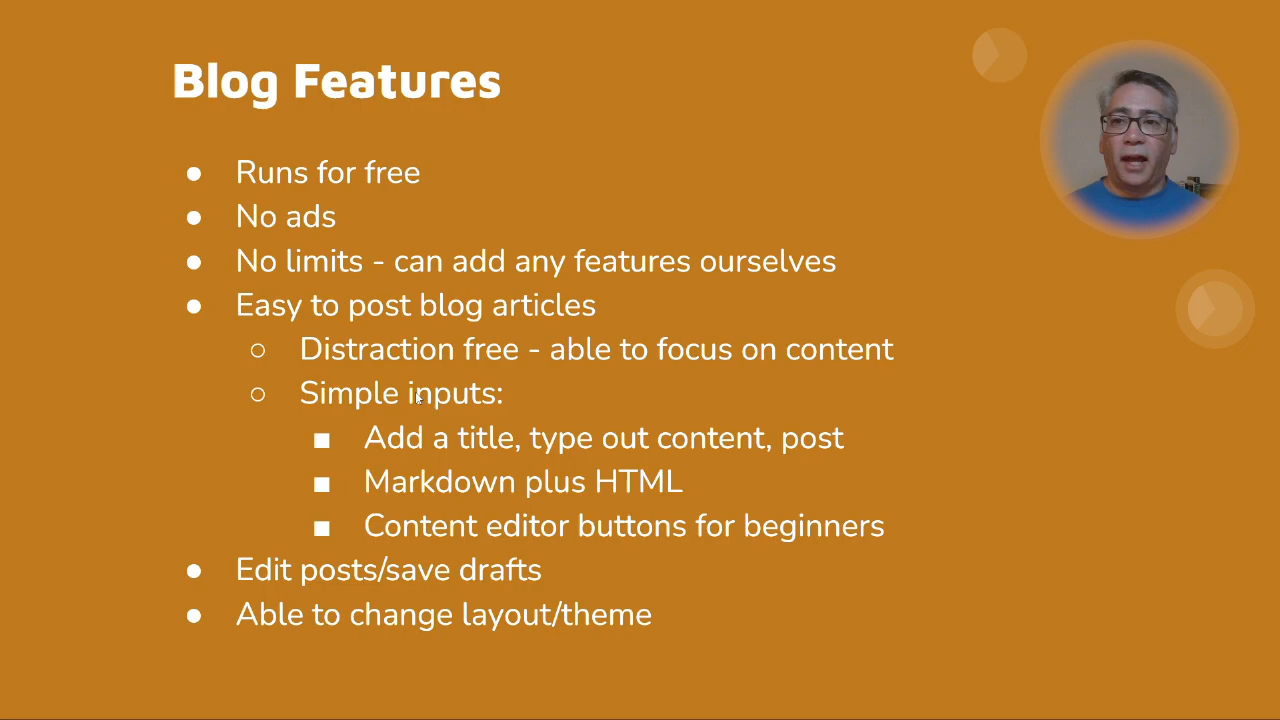 Blog Features
● Runs for free
● No ads
● No limits - can add any features ourselves
● Easy to post blog articles
○ Distraction free - able to focus on content
○ Simple inputs:
■ Add a title, type out content, post
■ Markdown plus HTML
■ Content editor buttons for beginners
● Edit posts/save drafts
● Able to change layout/theme